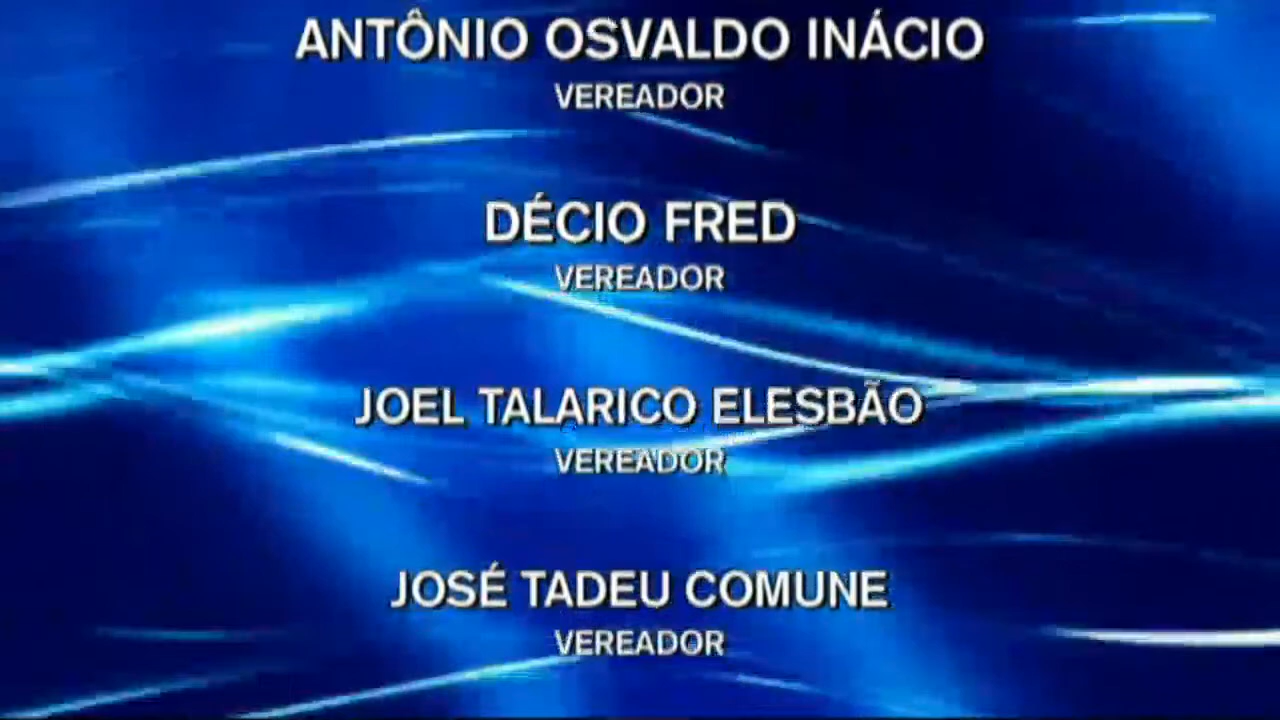 ANTÔNIO OSVALDO INÁCIO
VEREADOR
DÉCIO FRED
VEREADOR
JOEL TALARICO ELESBÃO
VEREADOR
JOSÉ TADEU COMUNE
VEREADOR